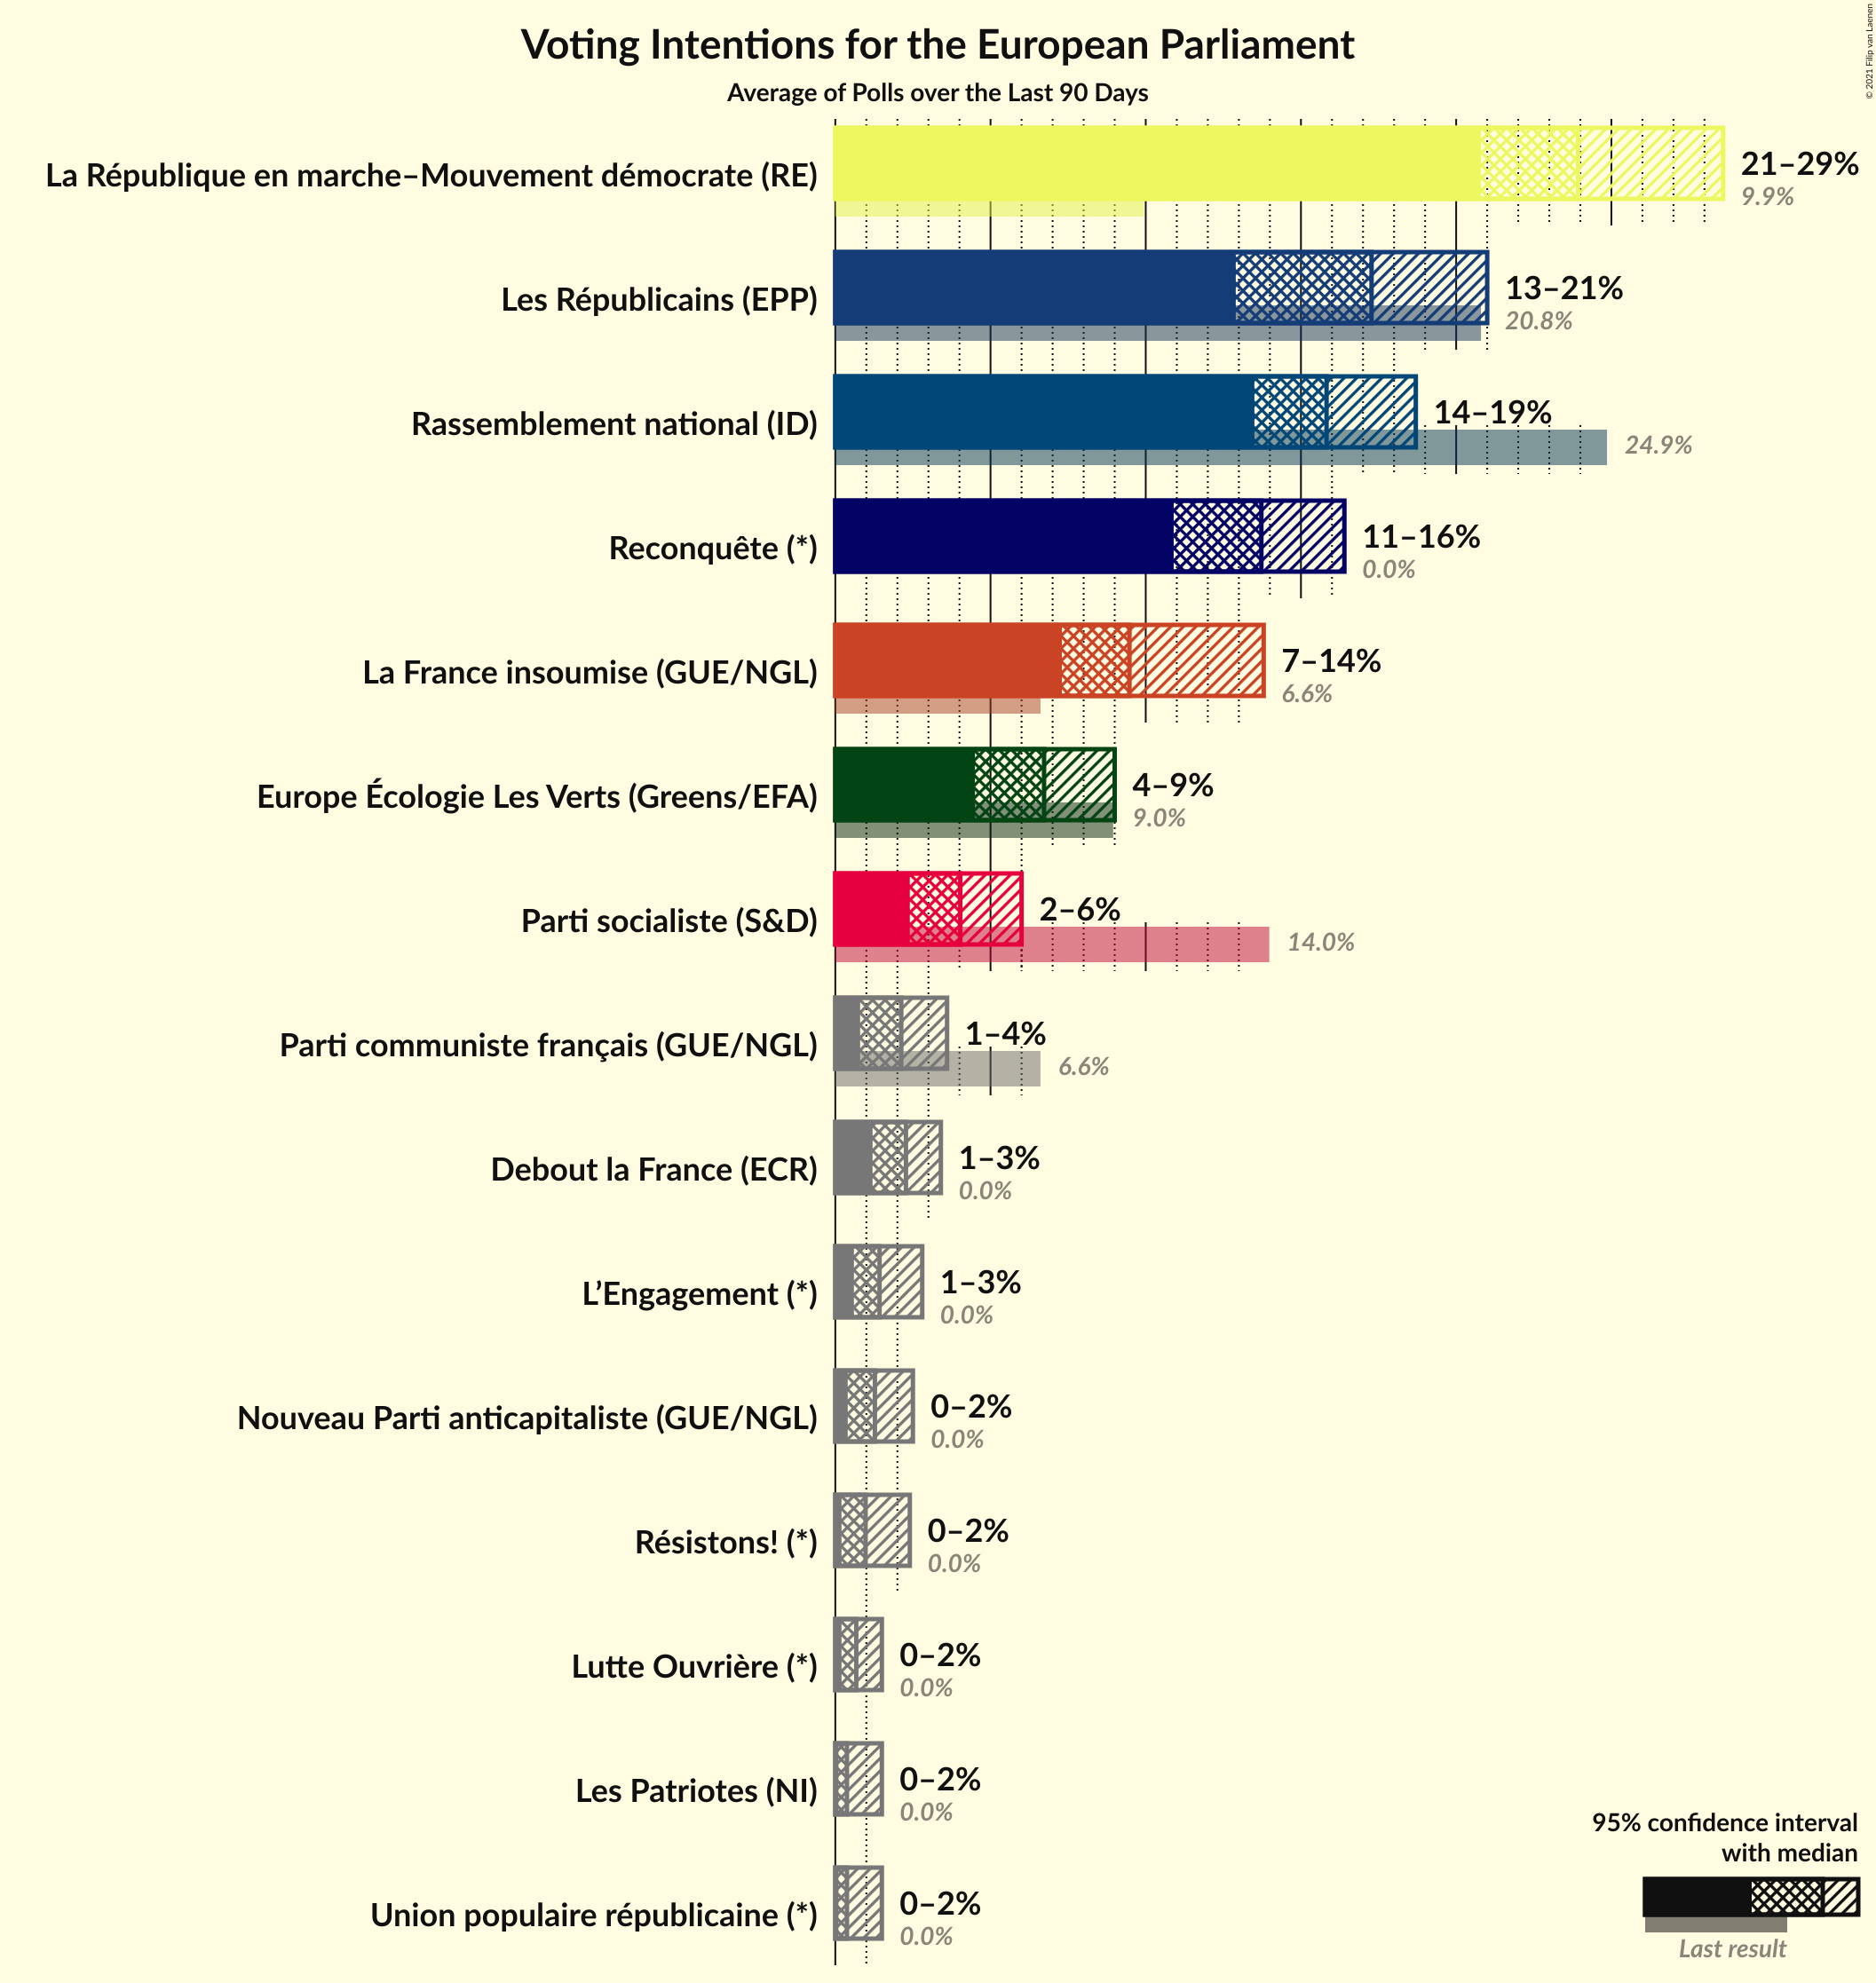 Voting Intentions for the European Parliament
Average of Polls over the Last 90 Days
© 2021 Filip van Laenen
La République en marche–Mouvement démocrate (RE)
21–29%
9.9%
Les Républicains (EPP)
13–21%
20.8%
Rassemblement national (ID)
14–19%
24.9%
Reconquête (*)
11–16%
0.0%
La France insoumise (GUE/NGL)
7–14%
6.6%
Europe Écologie Les Verts (Greens/EFA)
4–9%
9.0%
Parti socialiste (S&D)
2–6%
14.0%
Parti communiste français (GUE/NGL)
1–4%
6.6%
Debout la France (ECR)
1–3%
0.0%
L’Engagement (*)
1–3%
0.0%
Nouveau Parti anticapitaliste (GUE/NGL)
0–2%
0.0%
Résistons! (*)
0–2%
0.0%
Lutte Ouvrière (*)
0–2%
0.0%
Les Patriotes (NI)
0–2%
0.0%
Union populaire républicaine (*)
0–2%
0.0%
95% confidence interval
with median
Last result